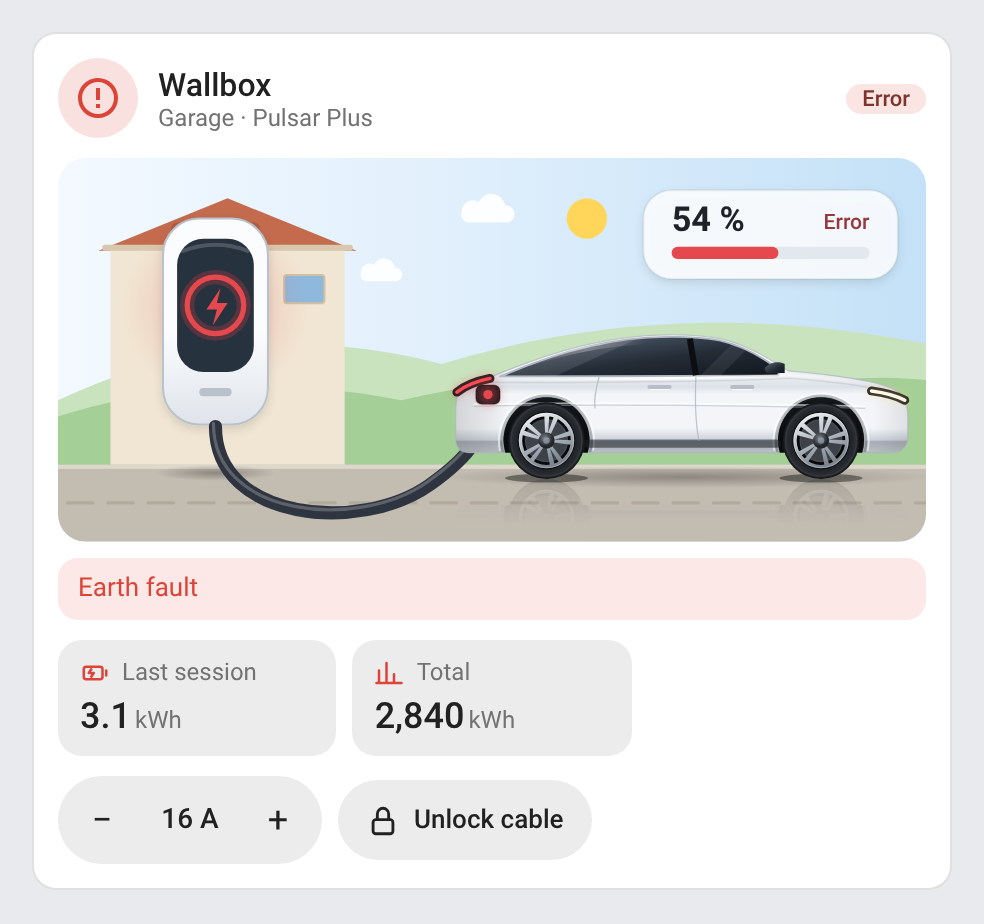 Wallbox
Garage · Pulsar Plus
Error
54 %
Error
Earth fault
Last session
3.1 kWh
Total
2,840 kWh
− 16 A +
Unlock cable